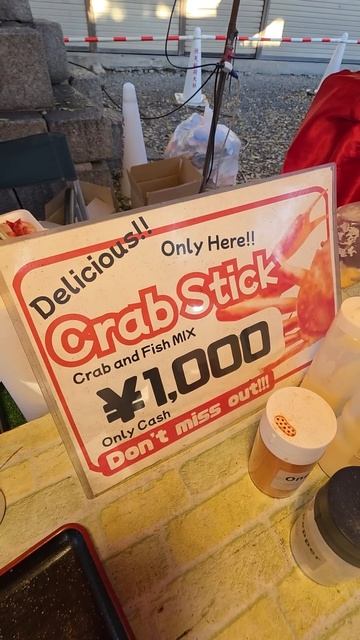 Delicious!!
Only Here!!
Crab Stick
Crab and Fish MIX
¥1,000
Only Cash
Don't miss out!!!